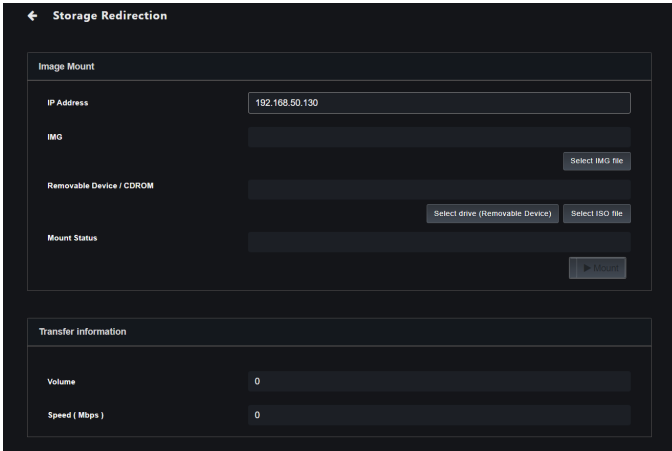 Storage Redirection
Image Mount
IP Address 192.168.50.130
IMG
Select IMG file
Removable Device / CDROM
Select drive (Removable Device) Select ISO file
Mount Status
Mount
Transfer information
Volume 0
Speed ( Mbps ) 0